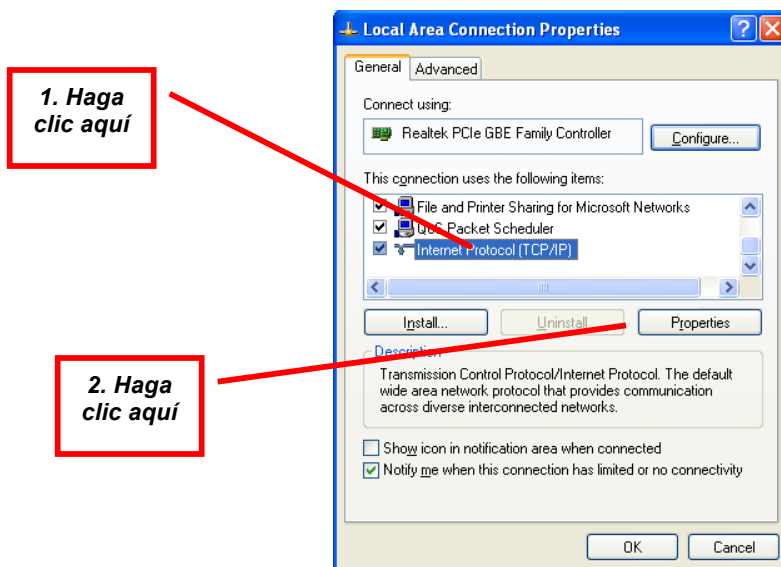 Local Area Connection Properties
General Advanced
1. Haga
clic aquí
Connect using:
Realtek PCIe GBE Family Controller
Configure...
This connection uses the following items:
File and Printer Sharing for Microsoft Networks
QoS Packet Scheduler
Internet Protocol (TCP/IP)
Install... Uninstall Properties
2. Haga
clic aquí
Description
Transmission Control Protocol/Internet Protocol. The default
wide area network protocol that provides communication
across diverse interconnected networks.
Show icon in notification area when connected
Notify me when this connection has limited or no connectivity
OK Cancel